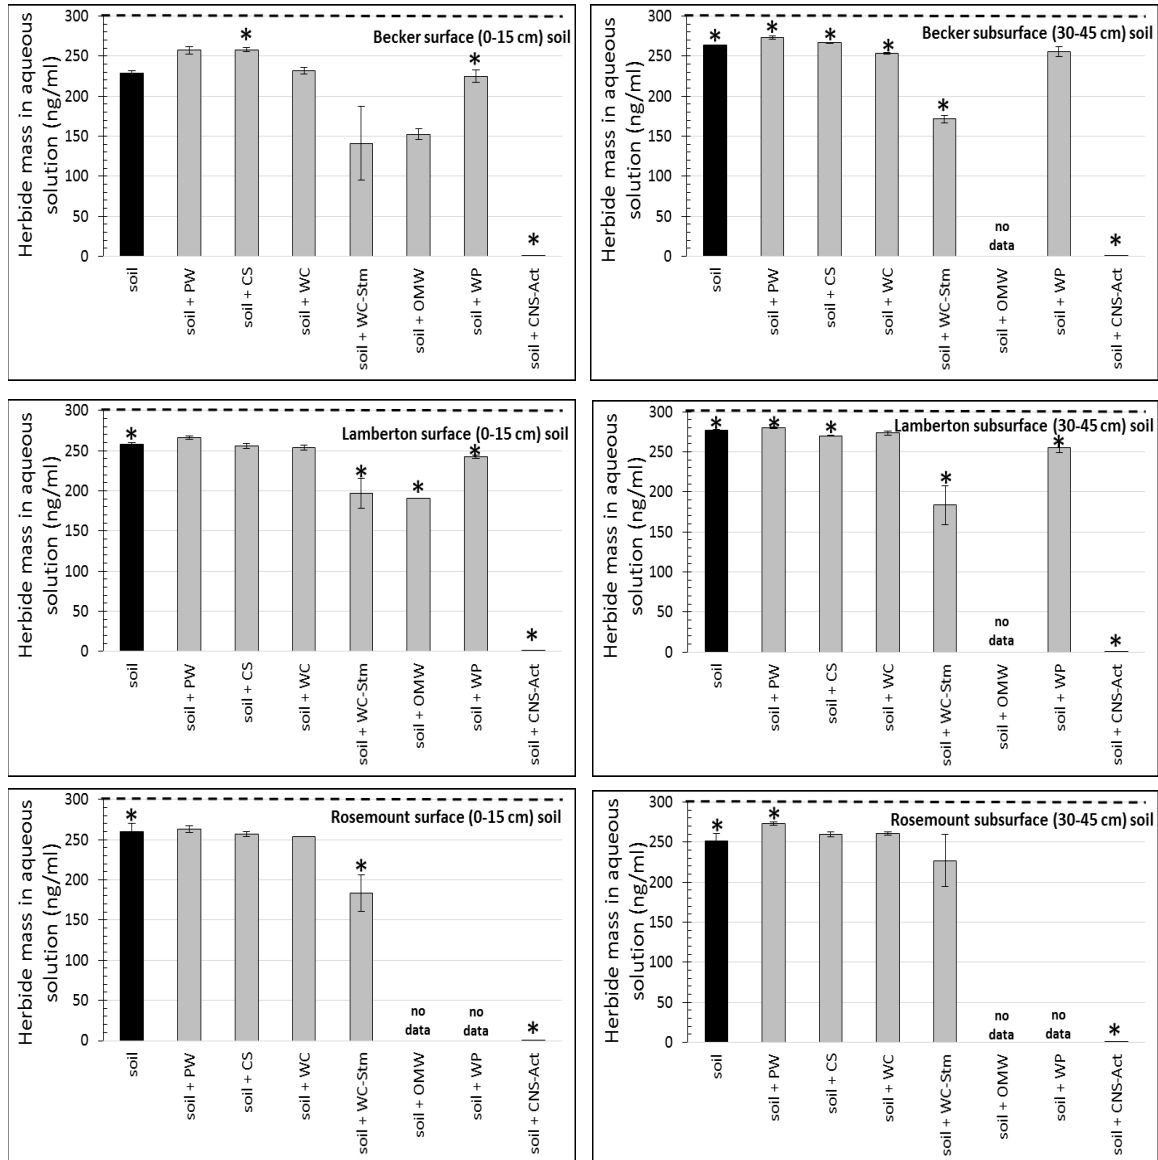 Becker surface (0-15 cm) soil
Herbide mass in aqueous
solution (ng/ml)
300
250
200
150
100
50
0
*
*
*
soil
soil + PW
soil + CS
soil + WC
soil + WC-Stm
soil + OMW
soil + WP
soil + CNS-Act
Becker subsurface (30-45 cm) soil
Herbide mass in aqueous
solution (ng/ml)
300
250
200
150
100
50
0
*
*
*
*
*
no
data
*
soil
soil + PW
soil + CS
soil + WC
soil + WC-Stm
soil + OMW
soil + WP
soil + CNS-Act
Lamberton surface (0-15 cm) soil
Herbide mass in aqueous
solution (ng/ml)
300
250
200
150
100
50
0
*
*
*
*
*
soil
soil + PW
soil + CS
soil + WC
soil + WC-Stm
soil + OMW
soil + WP
soil + CNS-Act
Lamberton subsurface (30-45 cm) soil
Herbide mass in aqueous
solution (ng/ml)
300
250
200
150
100
50
0
*
*
*
*
no
data
*
*
soil
soil + PW
soil + CS
soil + WC
soil + WC-Stm
soil + OMW
soil + WP
soil + CNS-Act
Rosemount surface (0-15 cm) soil
Herbide mass in aqueous
solution (ng/ml)
300
250
200
150
100
50
0
*
*
no
data
no
data
*
soil
soil + PW
soil + CS
soil + WC
soil + WC-Stm
soil + OMW
soil + WP
soil + CNS-Act
Rosemount subsurface (30-45 cm) soil
Herbide mass in aqueous
solution (ng/ml)
300
250
200
150
100
50
0
*
*
no
data
no
data
*
soil
soil + PW
soil + CS
soil + WC
soil + WC-Stm
soil + OMW
soil + WP
soil + CNS-Act